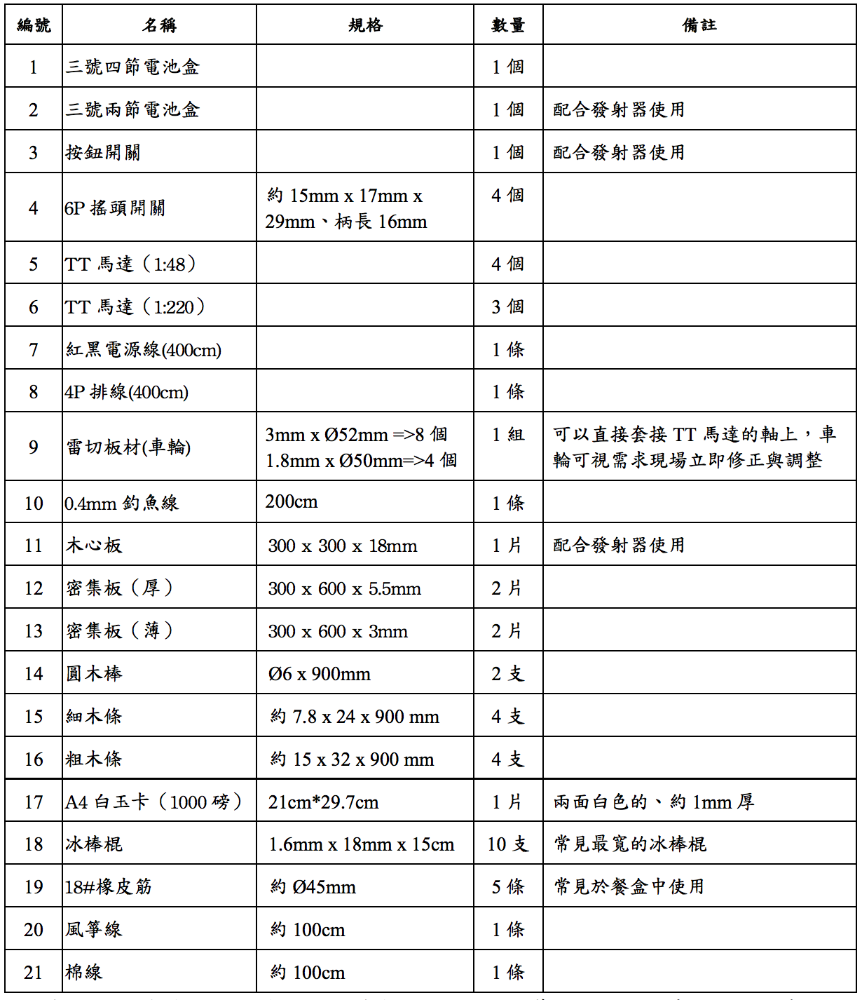 編號 名稱 規格 數量 備註
1 三號四節電池盒 1 個
2 三號兩節電池盒 1 個 配合發射器使用
3 按鈕開關 1 個 配合發射器使用
4 6P 搖頭開關 約 15mm x 17mm x 29mm、柄長 16mm 4 個
5 TT 馬達（1:48） 4 個
6 TT 馬達（1:220） 3 個
7 紅黑電源線(400cm) 1 條
8 4P 排線(400cm) 1 條
9 雷切板材(車輪) 3mm x Ø52mm =>8 個 1 組 可以直接套接 TT 馬達的軸上，車
1.8mm x Ø50mm=>4 個 輪可視需求現場立即修正與調整
10 0.4mm 釣魚線 200cm 1 條
11 木心板 300 x 300 x 18mm 1 片 配合發射器使用
12 密集板（厚） 300 x 600 x 5.5mm 2 片
13 密集板（薄） 300 x 600 x 3mm 2 片
14 圓木棒 Ø6 x 900mm 2 支
15 細木條 約 7.8 x 24 x 900 mm 4 支
16 粗木條 約 15 x 32 x 900 mm 4 支
17 A4 白玉卡（1000 磅） 21cm*29.7cm 1 片 兩面白色的、約 1mm 厚
18 冰棒棍 1.6mm x 18mm x 15cm 10 支 常見最寬的冰棒棍
19 18#橡皮筋 約 Ø45mm 5 條 常見於餐盒中使用
20 風箏線 約 100cm 1 條
21 棉線 約 100cm 1 條